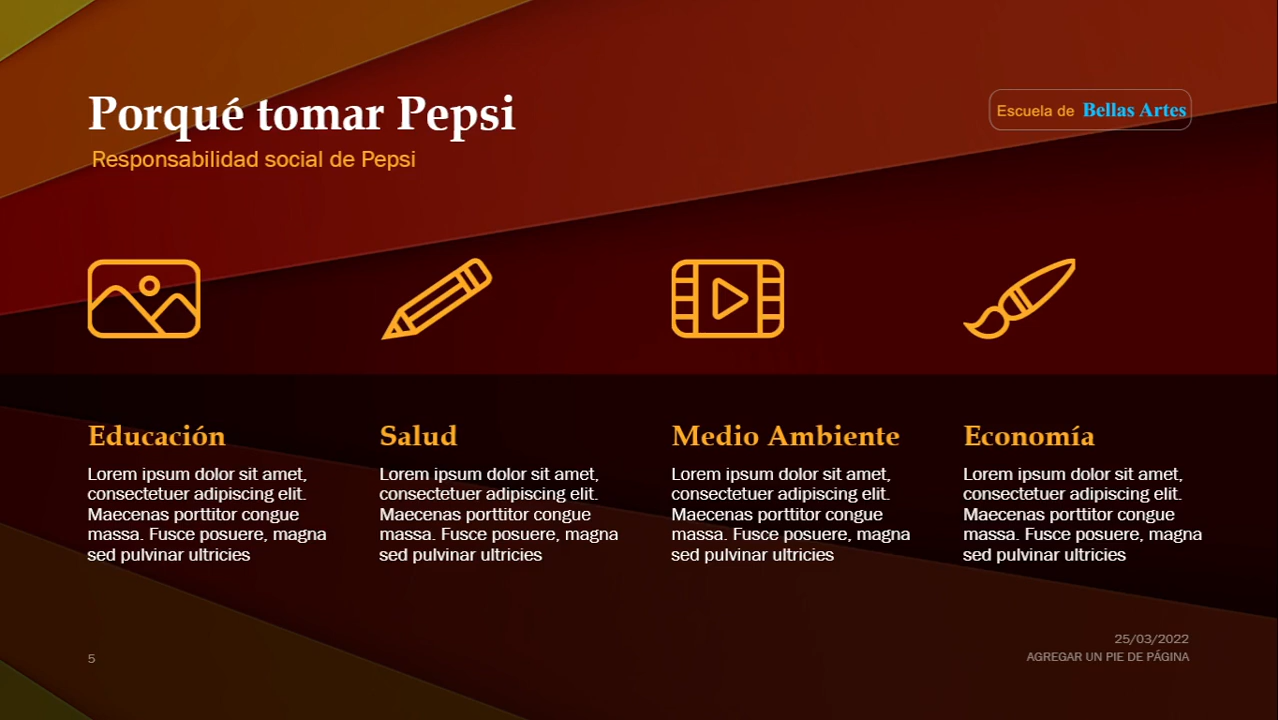 Porqué tomar Pepsi
Escuela de Bellas Artes
Responsabilidad social de Pepsi
Educación
Lorem ipsum dolor sit amet,
consectetuer adipiscing elit.
Maecenas porttitor congue
massa. Fusce posuere, magna
sed pulvinar ultricies
Salud
Lorem ipsum dolor sit amet,
consectetuer adipiscing elit.
Maecenas porttitor congue
massa. Fusce posuere, magna
sed pulvinar ultricies
Medio Ambiente
Lorem ipsum dolor sit amet,
consectetuer adipiscing elit.
Maecenas porttitor congue
massa. Fusce posuere, magna
sed pulvinar ultricies
Economía
Lorem ipsum dolor sit amet,
consectetuer adipiscing elit.
Maecenas porttitor congue
massa. Fusce posuere, magna
sed pulvinar ultricies
25/03/2022
5
AGREGAR UN PIE DE PÁGINA